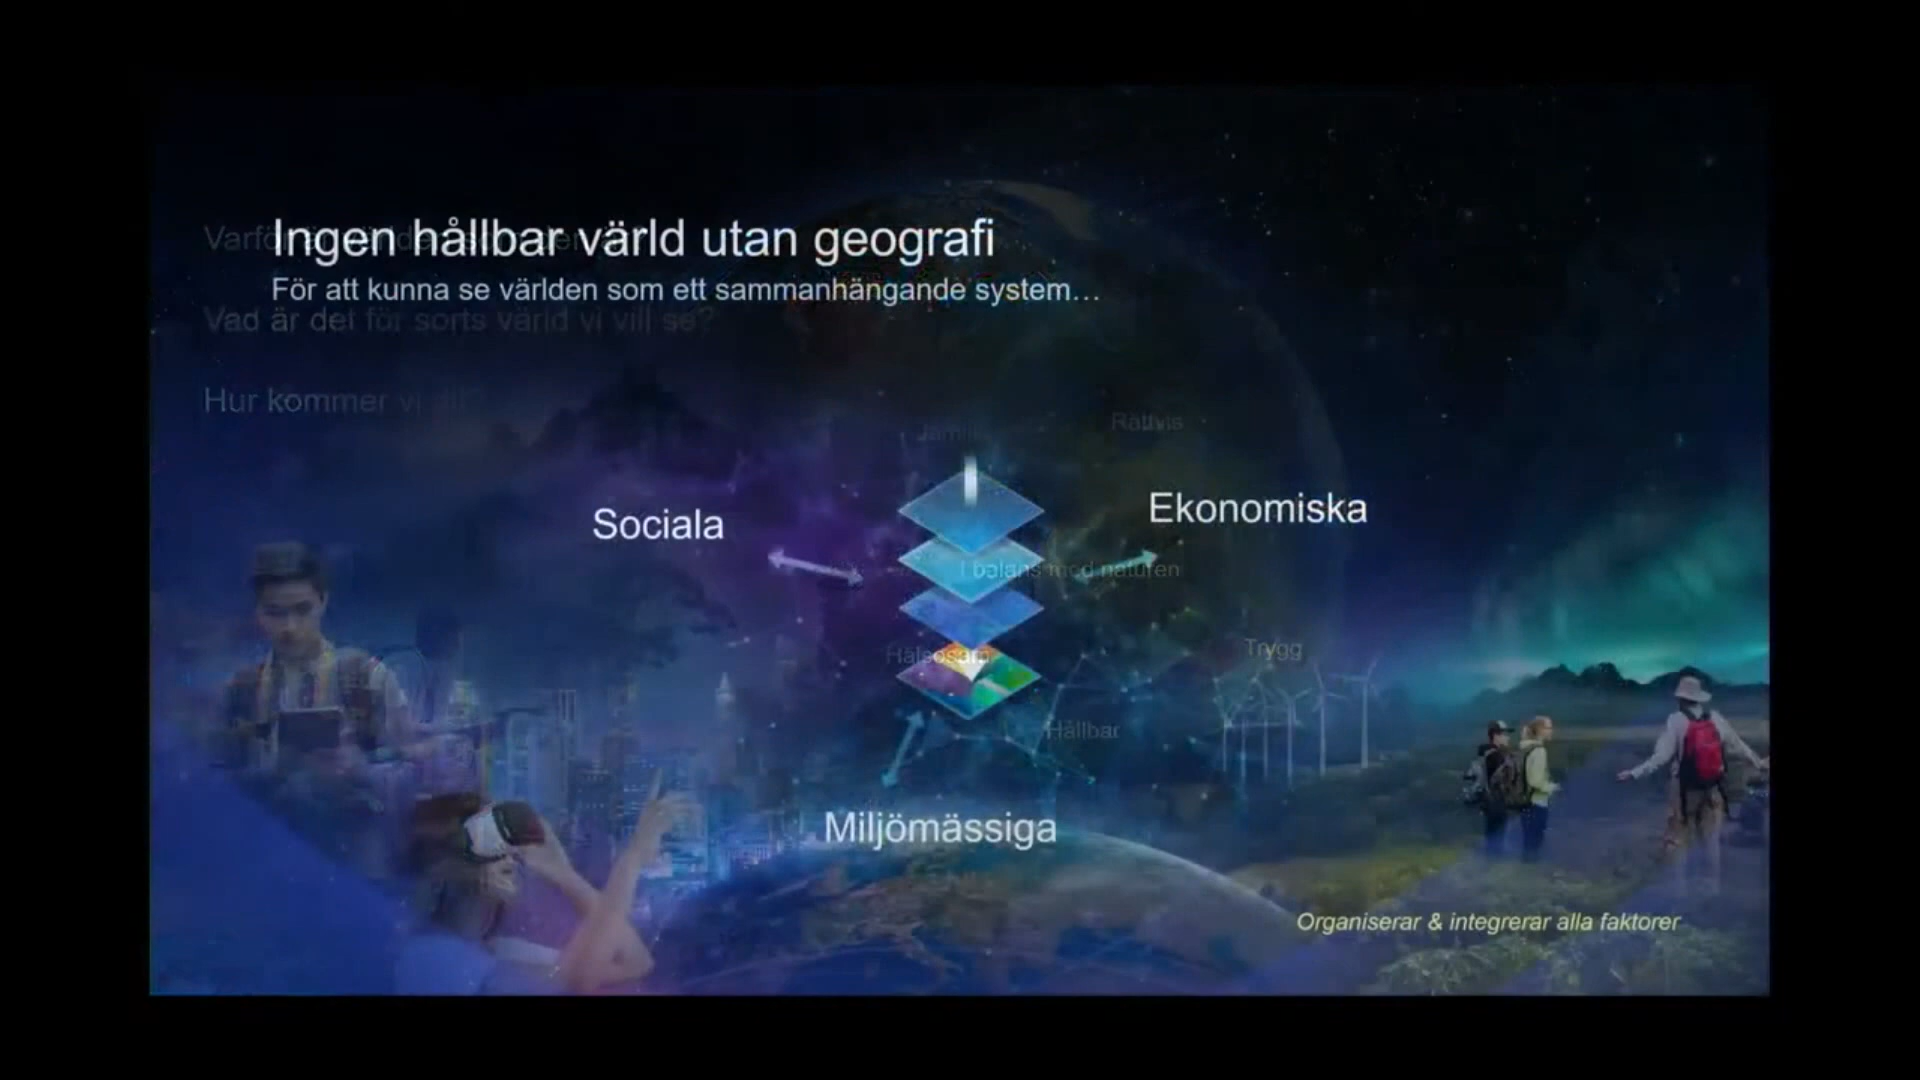 Ingen hållbar värld utan geografi
För att kunna se världen som ett sammanhängande system…
Vad är det för sorts värld vi vill se?
Hur kommer vi
Rättvis
Sociala
Ekonomiska
I balans med naturen
Hälsosam
Trygg
Hållbar
Miljömässiga
Organiserar & integrerar alla faktorer